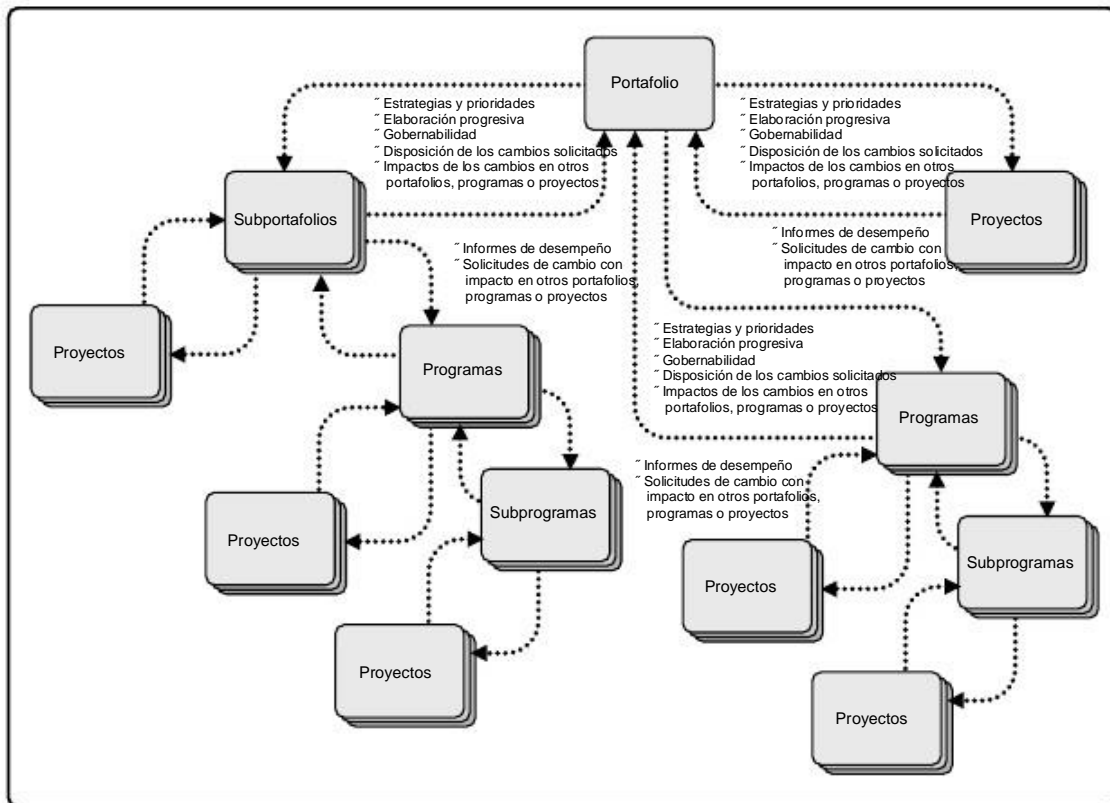 Portafolio
˝ Estrategias y prioridades
˝ Elaboración progresiva
˝ Gobernabilidad
˝ Disposición de los cambios solicitados
˝ Impactos de los cambios en otros
portafolios, programas o proyectos
˝ Estrategias y prioridades
˝ Elaboración progresiva
˝ Gobernabilidad
˝ Disposición de los cambios solicitados
˝ Impactos de los cambios en otros
portafolios, programas o proyectos
Subportafolios
Proyectos
˝ Informes de desempeño
˝ Solicitudes de cambio con
impacto en otros portafolios,
programas o proyectos
˝ Informes de desempeño
˝ Solicitudes de cambio con
impacto en otros portafolios,
programas o proyectos
Proyectos
Programas
˝ Estrategias y prioridades
˝ Elaboración progresiva
˝ Gobernabilidad
˝ Disposición de los cambios solicitados
˝ Impactos de los cambios en otros
portafolios, programas o proyectos
Programas
˝ Informes de desempeño
˝ Solicitudes de cambio con
impacto en otros portafolios,
programas o proyectos
Proyectos
Subprogramas
Proyectos
Subprogramas
Proyectos
Proyectos